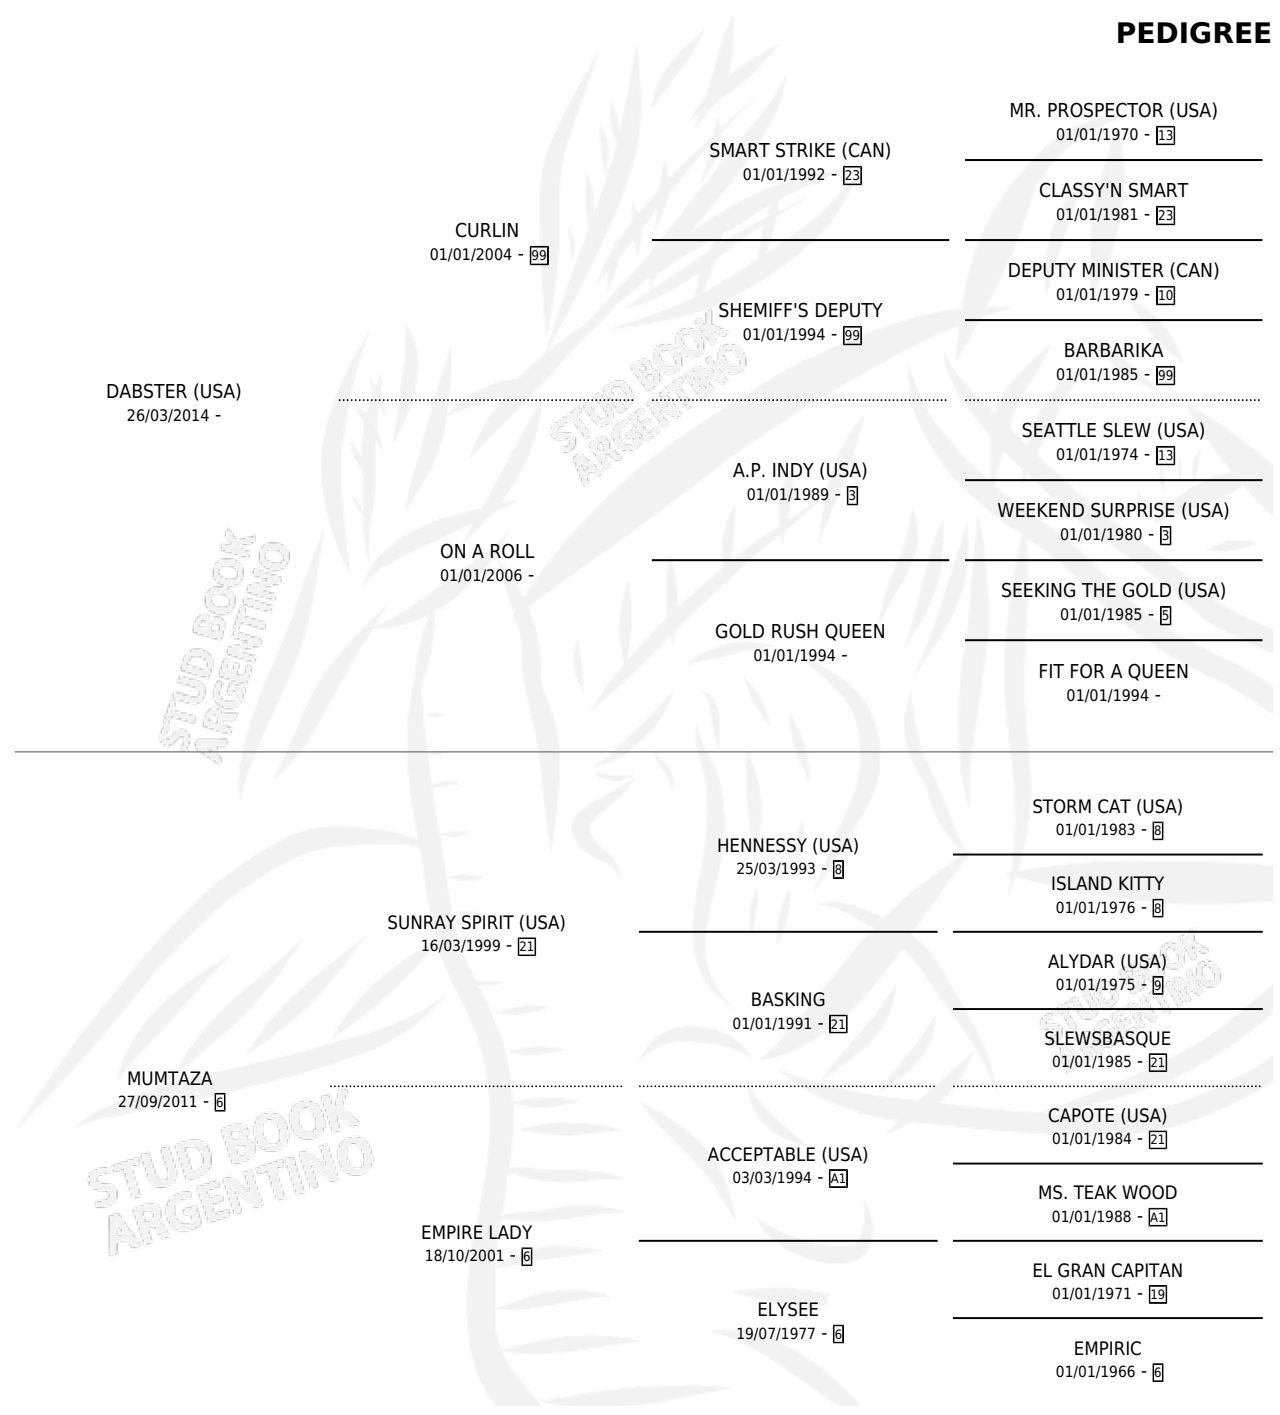 PEDIGREE
MR. PROSPECTOR (USA)
01/01/1970 - 13
SMART STRIKE (CAN)
01/01/1992 - 23
CLASSY'N SMART
01/01/1981 - 23
CURLIN
01/01/2004 - 99
DEPUTY MINISTER (CAN)
01/01/1979 - 10
SHEMIFF'S DEPUTY
01/01/1994 - 99
BARBARIKA
01/01/1985 - 99
DABSTER (USA)
26/03/2014 -
STUD BOOK
ARGENTINO
SEATTLE SLEW (USA)
01/01/1974 - 13
A.P. INDY (USA)
01/01/1989 - 3
WEEKEND SURPRISE (USA)
01/01/1980 - 3
ON A ROLL
01/01/2006 -
SEEKING THE GOLD (USA)
01/01/1985 - 5
GOLD RUSH QUEEN
01/01/1994 -
FIT FOR A QUEEN
01/01/1994 -
STUD BOOK
ARGENTINO
STORM CAT (USA)
01/01/1983 - 8
HENNESSY (USA)
25/03/1993 - 8
ISLAND KITTY
01/01/1976 - 8
SUNRAY SPIRIT (USA)
16/03/1999 - 21
ALYDAR (USA)
01/01/1975 - 9
STUD BOOK
ARGENTINO
BASKING
01/01/1991 - 21
SLEWSBASQUE
01/01/1985 - 21
MUMTAZA
27/09/2011 - 6
STUD BOOK
ARGENTINO
CAPOTE (USA)
01/01/1984 - 21
ACCEPTABLE (USA)
03/03/1994 - A1
MS. TEAK WOOD
01/01/1988 - A1
EMPIRE LADY
18/10/2001 - 6
EL GRAN CAPITAN
01/01/1971 - 19
ELYSEE
19/07/1977 - 6
EMPIRIC
01/01/1966 - 6